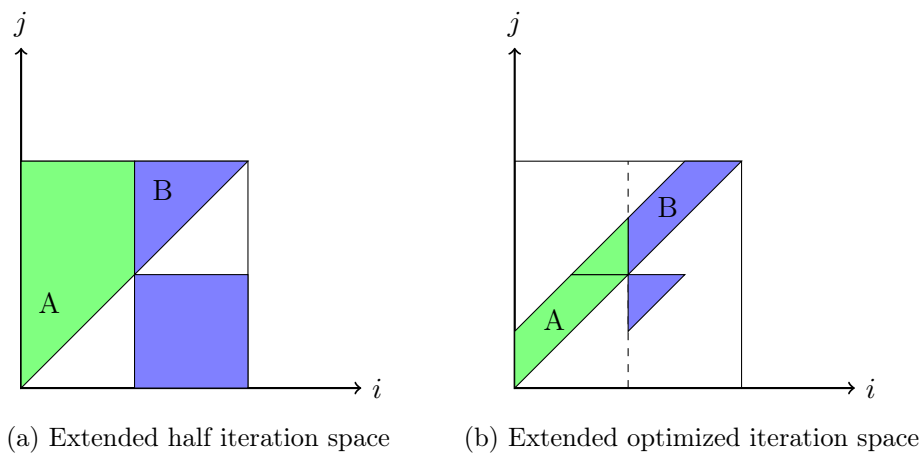 j
B
A
i
(a) Extended half iteration space
j
B
A
i
(b) Extended optimized iteration space